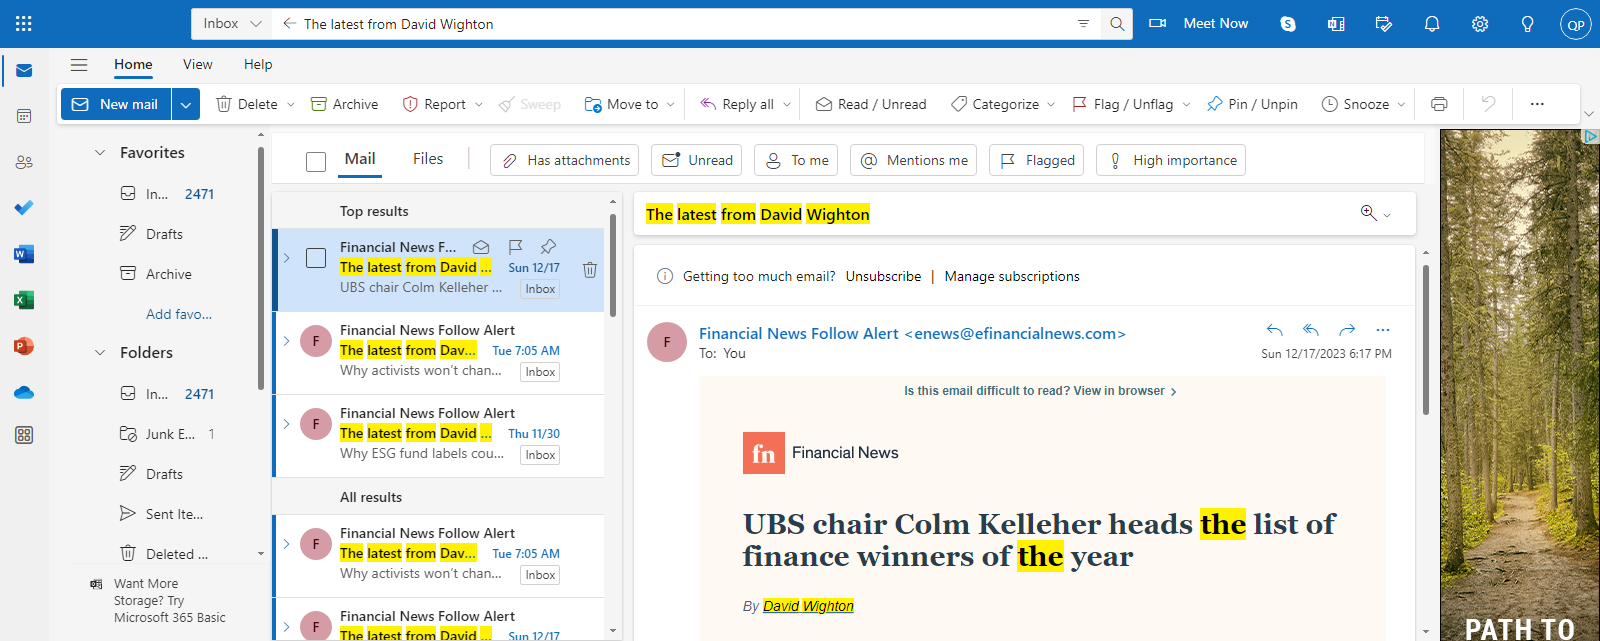 Inbox
The latest from David Wighton
Meet Now
QP
Home
View
Help
New mail
Delete
Archive
Report
Sweep
Move to
Reply all
Read / Unread
Categorize
Flag / Unflag
Pin / Unpin
Snooze
Favorites
In... 2471
Drafts
Archive
Add favo...
Folders
In... 2471
Junk E... 1
Drafts
Sent Ite...
Deleted ...
Want More
Storage? Try
Microsoft 365 Basic
Mail
Files
Has attachments
Unread
To me
Mentions me
Flagged
High importance
Top results
Financial News F...
The latest from David ... Sun 12/17
UBS chair Colm Kelleher ... Inbox
F
Financial News Follow Alert
The latest from Dav... Tue 7:05 AM
Why activists won't chan... Inbox
F
Financial News Follow Alert
The latest from David ... Thu 11/30
Why ESG fund labels cou... Inbox
All results
F
Financial News Follow Alert
The latest from Dav... Tue 7:05 AM
Why activists won't chan... Inbox
F
Financial News Follow Alert
The latest from David ... Sun 12/17
The latest from David Wighton
Getting too much email? Unsubscribe | Manage subscriptions
F
Financial News Follow Alert <enews@efinancialnews.com>
To: You
Sun 12/17/2023 6:17 PM
Is this email difficult to read? View in browser >
fn Financial News
UBS chair Colm Kelleher heads the list of
finance winners of the year
By David Wighton
PATH TO